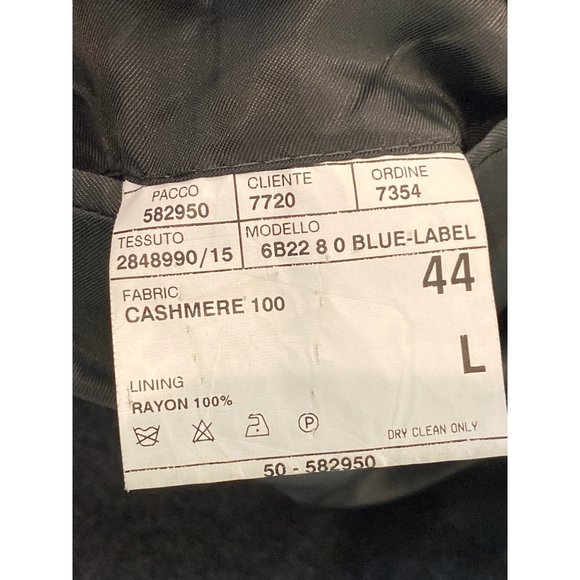 PACCO CLIENTE ORDINE
582950 7720 7354
TESSUTO MODELLO
2848990/15 6B22 8 0 BLUE-LABEL
44
FABRIC
CASHMERE 100
L
LINING
RAYON 100%
P
DRY CLEAN ONLY
50 - 582950